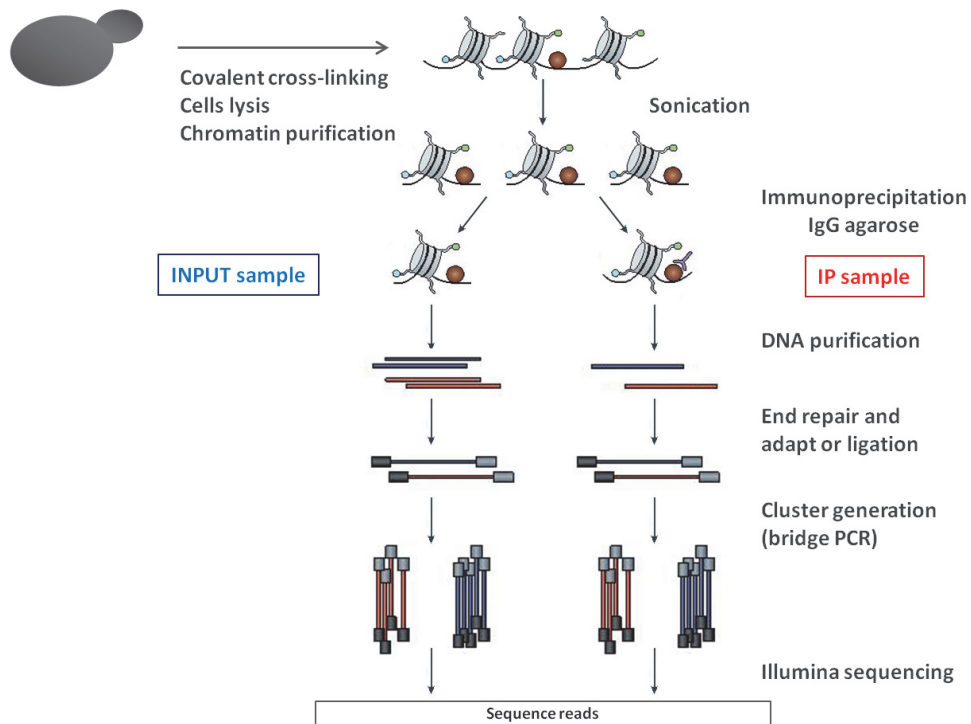 Covalent cross-linking
Cells lysis
Chromatin purification
Sonication
Immunoprecipitation
IgG agarose
INPUT sample
IP sample
DNA purification
End repair and
adapt or ligation
Cluster generation
(bridge PCR)
Illumina sequencing
Sequence reads